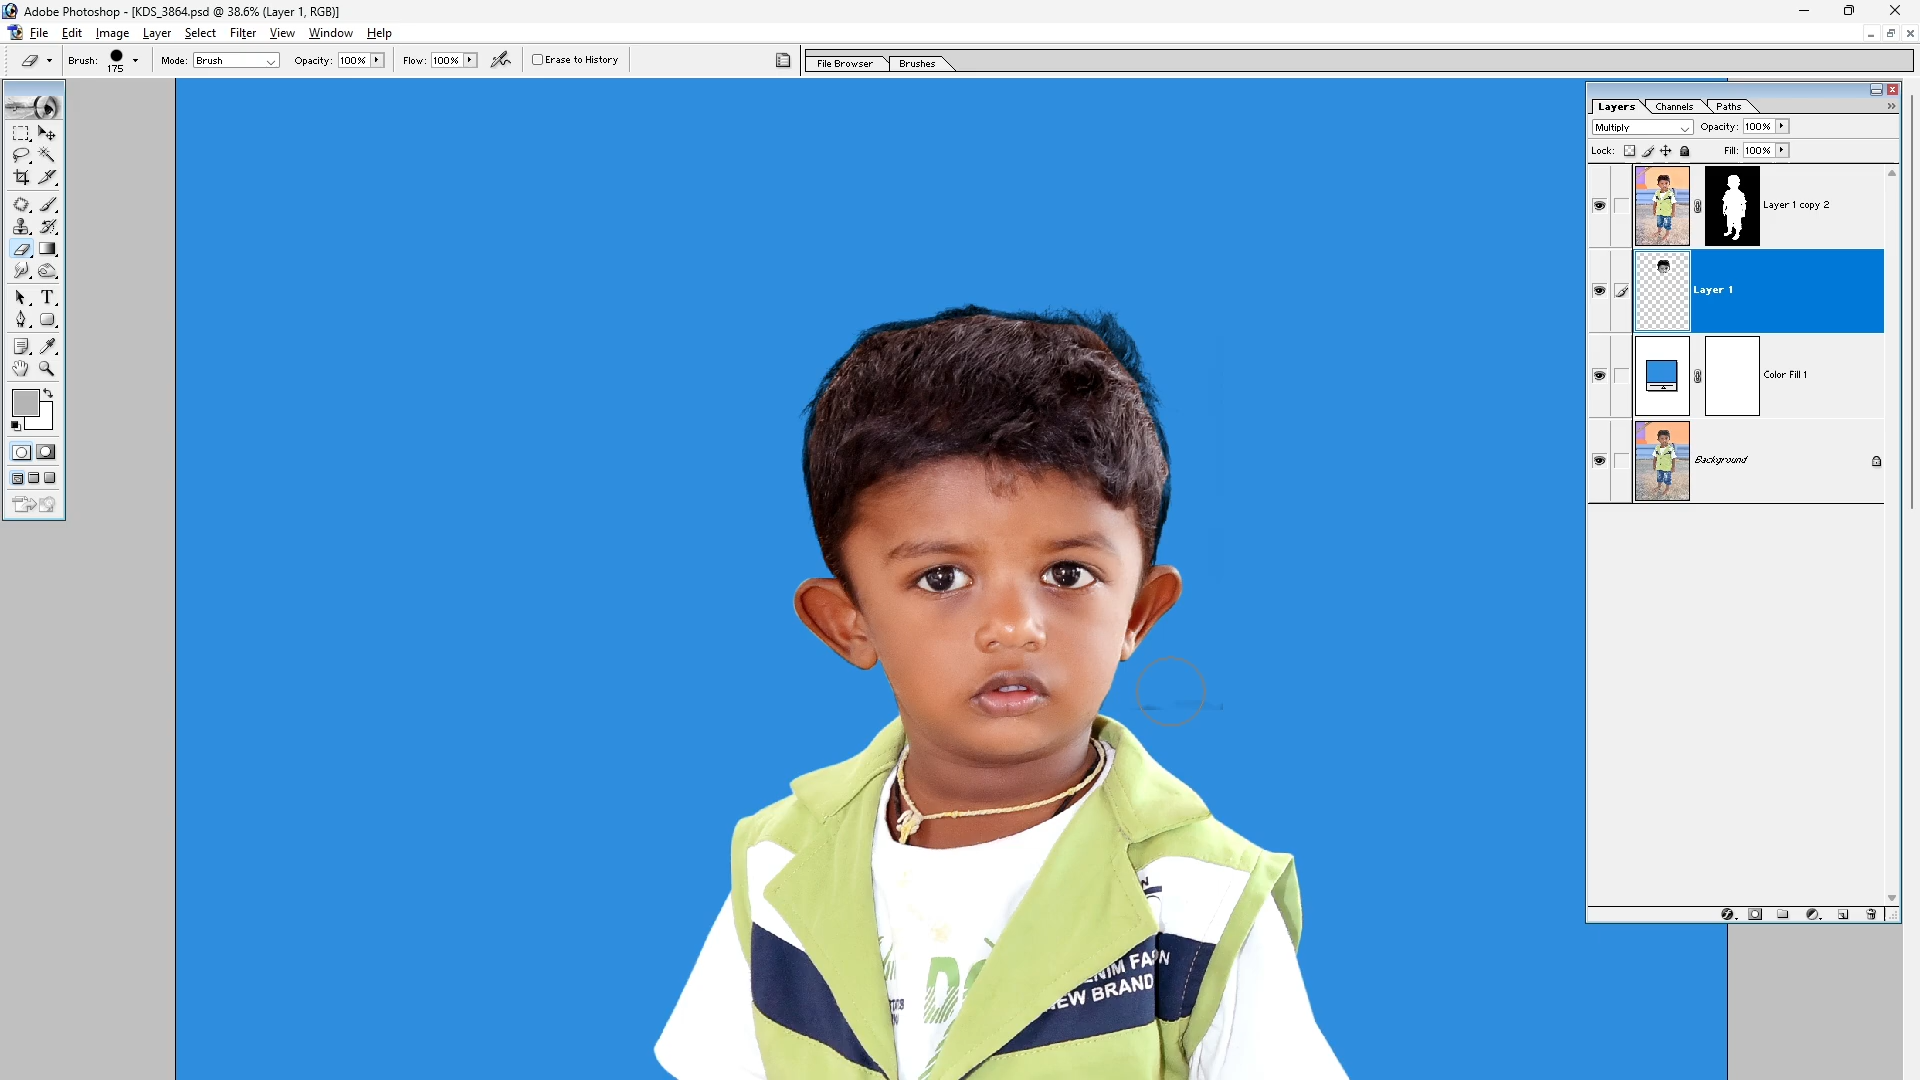 Adobe Photoshop - [KDS_3864.psd @ 38.6% (Layer 1, RGB)]
File Edit Image Layer Select Filter View Window Help
Brush: 175 Mode: Brush Opacity: 100% Flow: 100% Erase to History File Browser Brushes
Layers Channels Paths
Multiply Opacity: 100%
Lock: Fill: 100%
Layer 1 copy 2
Layer 1
Color Fill 1
Background
NIM FA
EW BRAND